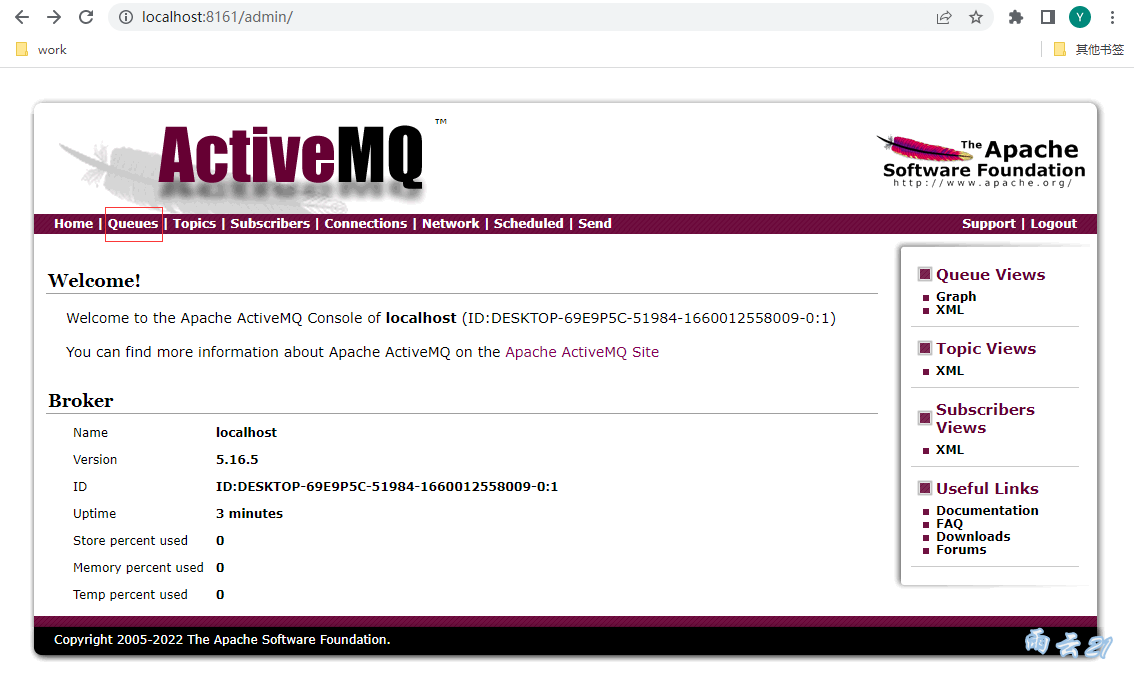 localhost:8161/admin/
Y
work
其他书签
ActiveMQ™
The Apache
Software Foundation
http://www.apache.org/
Home | Queues | Topics | Subscribers | Connections | Network | Scheduled | Send
Support | Logout
Welcome!
Welcome to the Apache ActiveMQ Console of localhost (ID:DESKTOP-69E9P5C-51984-1660012558009-0:1)
You can find more information about Apache ActiveMQ on the Apache ActiveMQ Site
Broker
Name localhost
Version 5.16.5
ID ID:DESKTOP-69E9P5C-51984-1660012558009-0:1
Uptime 3 minutes
Store percent used 0
Memory percent used 0
Temp percent used 0
Queue Views
Graph
XML
Topic Views
XML
Subscribers
Views
XML
Useful Links
Documentation
FAQ
Downloads
Forums
Copyright 2005-2022 The Apache Software Foundation.
雨云21